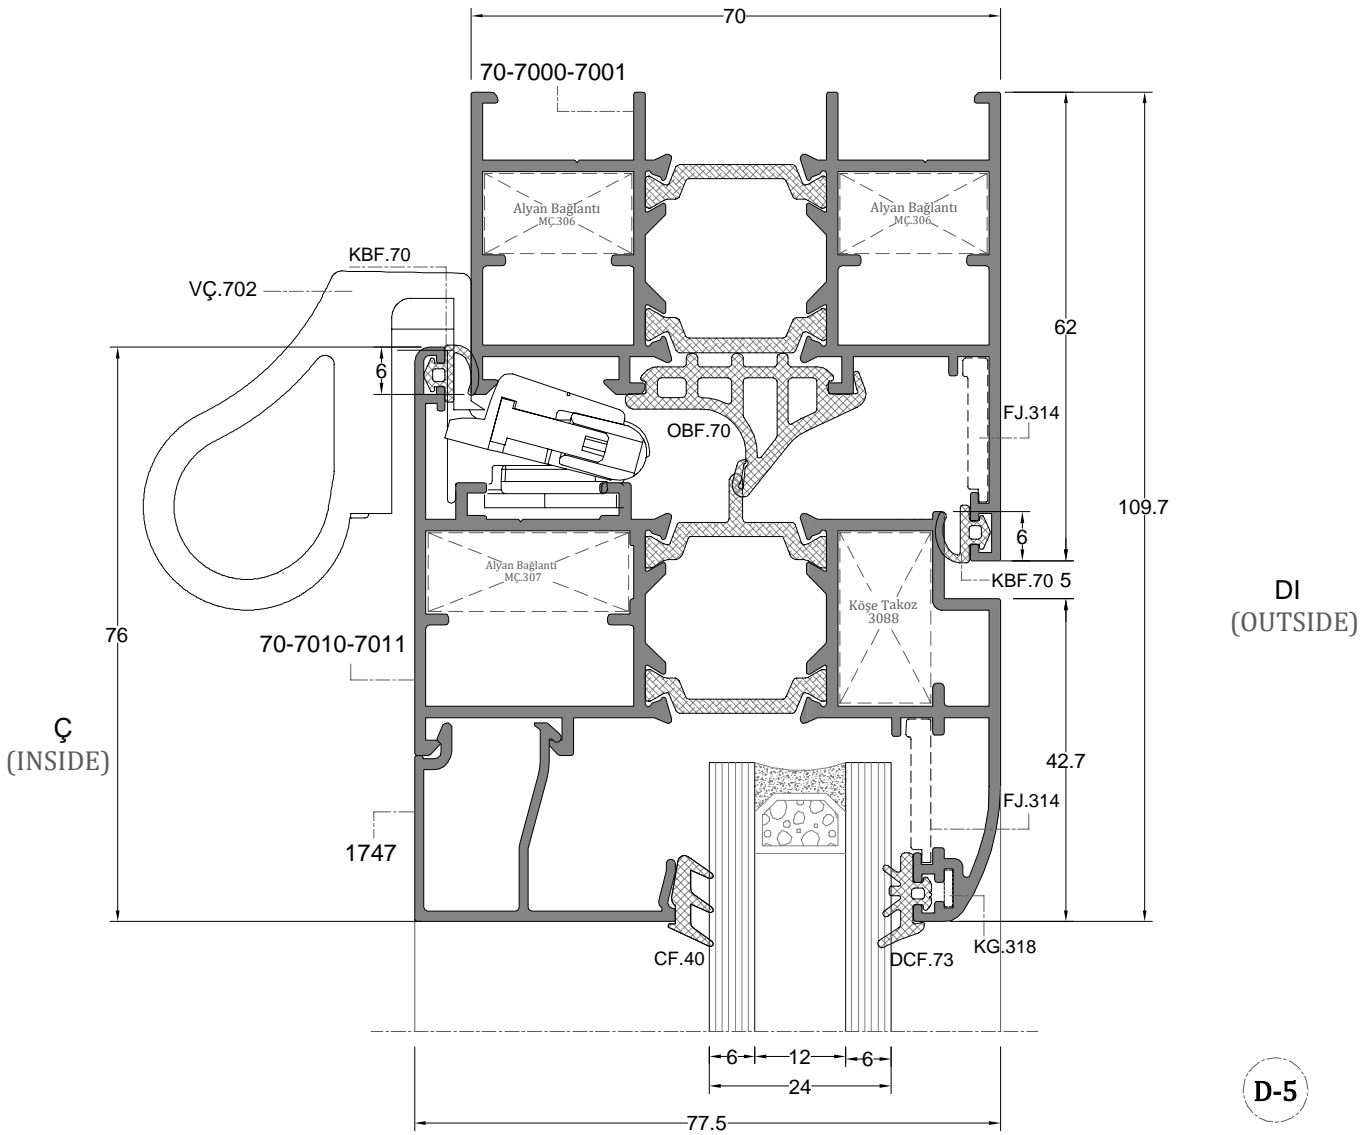 70
70-7000-7001
Alyan Bağlantı
MÇ.306
Alyan Bağlantı
MÇ.306
KBF.70
VÇ.702
62
6
FJ.314
OBF.70
109.7
6
KBF.70 5
Alyan Bağlantı
MÇ.307
Köşe Takoz
3088
DI
(OUTSIDE)
76
70-7010-7011
Ç
(INSIDE)
42.7
FJ.314
1747
CF.40
DCF.73
KG.318
6
12
6
24
77.5
D-5